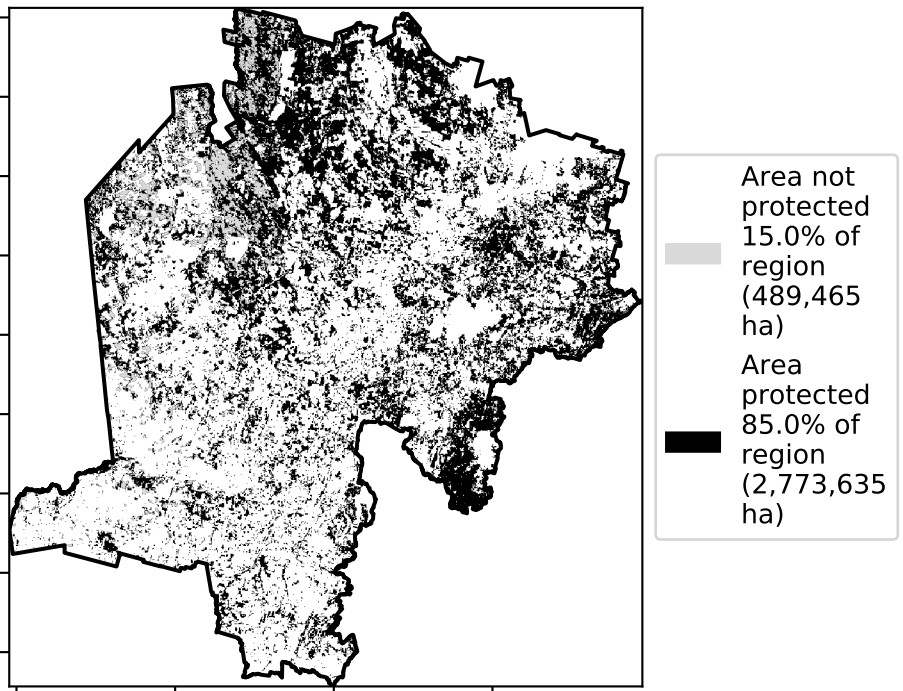 Area not
protected
15.0% of
region
(489,465
ha)
Area
protected
85.0% of
region
(2,773,635
ha)